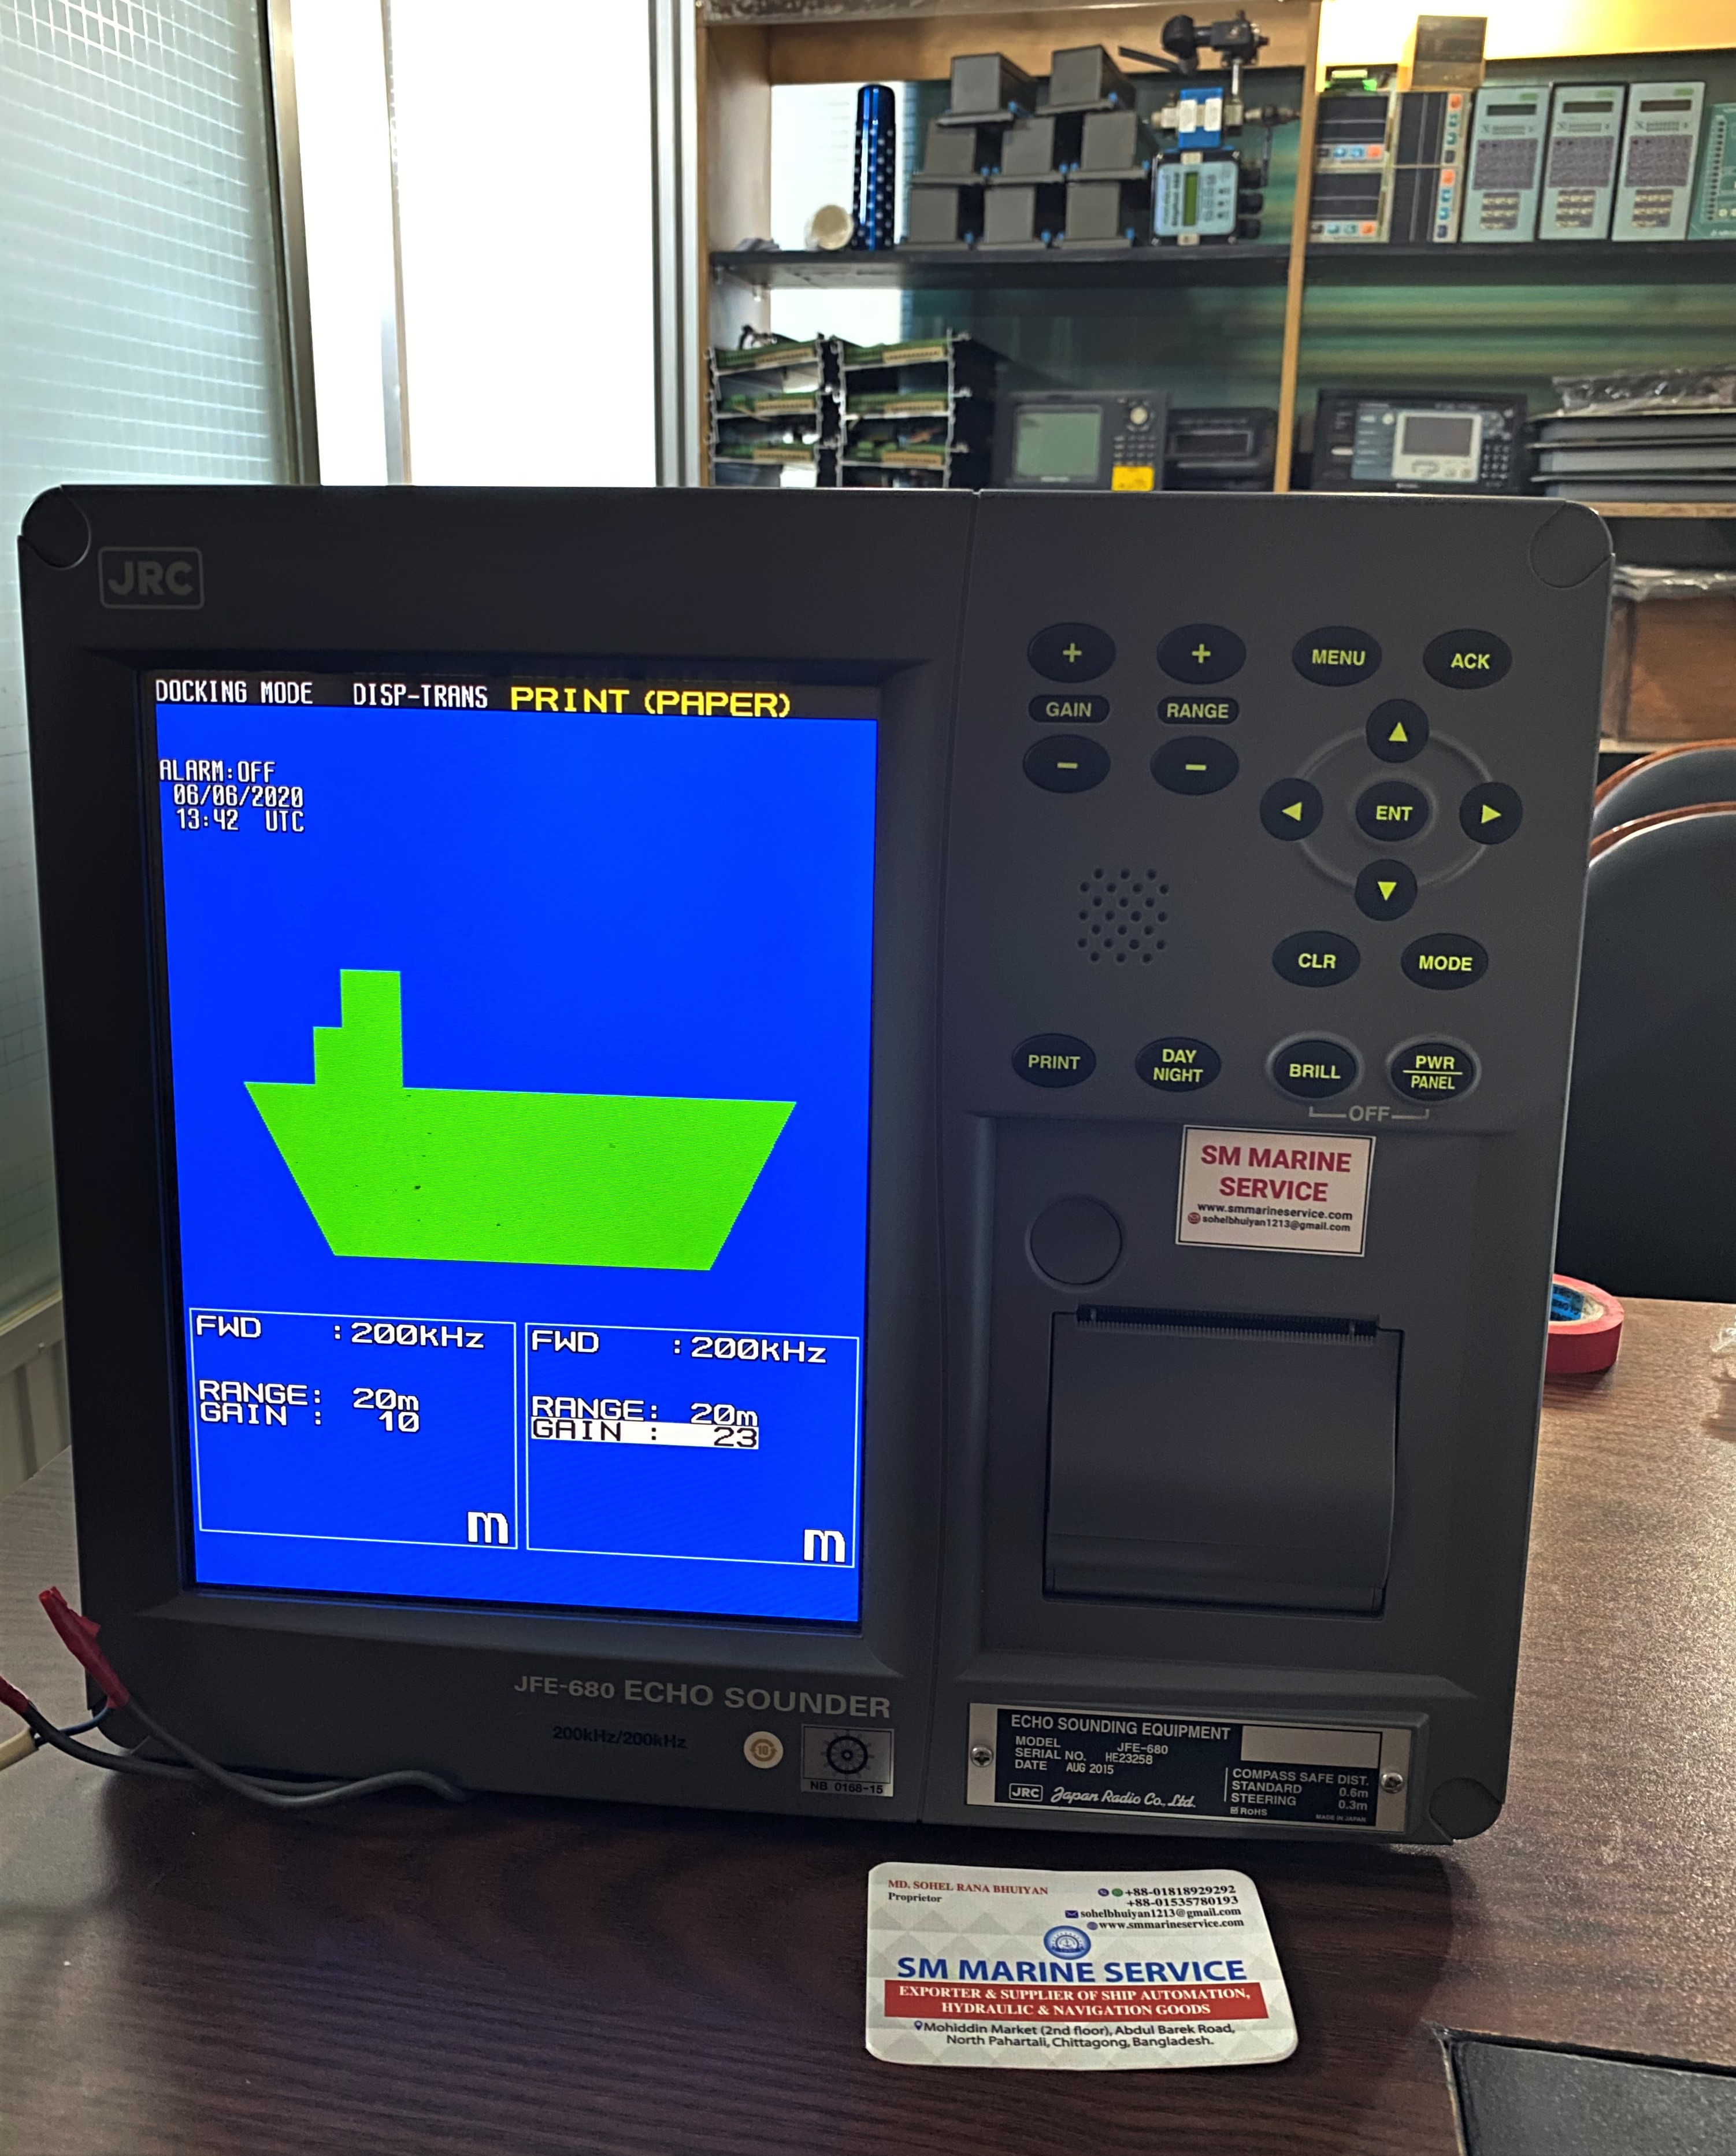 JRC
DOCKING MODE DISP-TRANS PRINT (PAPER)
ALARM:OFF
06/06/2020
13:42 UTC
FWD :200kHz
RANGE: 20m
GAIN : 10
m
FWD :200kHz
RANGE: 20m
GAIN : 23
m
+ + MENU ACK
GAIN RANGE
− −
ENT
CLR MODE
PRINT DAY NIGHT BRILL PWR PANEL
OFF
SM MARINE
SERVICE
www.smmarineservice.com
sohelbhuiyan1213@gmail.com
JFE-680 ECHO SOUNDER
200kHz/200kHz
10
NB 0168-15
ECHO SOUNDING EQUIPMENT
MODEL JFE-680
SERIAL NO. HE23258
DATE AUG 2015
JRC Japan Radio Co., Ltd.
COMPASS SAFE DIST.
STANDARD 0.6m
STEERING 0.3m
RoHS MADE IN JAPAN
MD. SOHEL RANA BHUIYAN
Proprietor
+88-01818929292
+88-01535780193
sohelbhuiyan1213@gmail.com
www.smmarineservice.com
SM MARINE SERVICE
EXPORTER & SUPPLIER OF SHIP AUTOMATION,
HYDRAULIC & NAVIGATION GOODS
Mohiddin Market (2nd floor), Abdul Barek Road,
North Pahartali, Chittagong, Bangladesh.